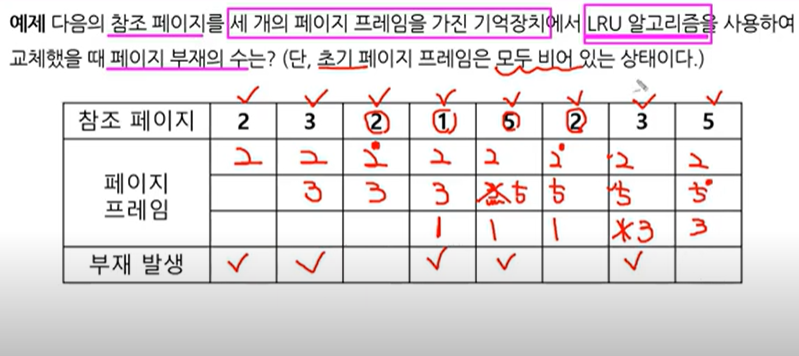 예제 다음의 참조 페이지를 세 개의 페이지 프레임을 가진 기억장치에서 LRU 알고리즘을 사용하여
교체했을 때 페이지 부재의 수는? (단, 초기 페이지 프레임은 모두 비어 있는 상태이다.)
참조 페이지 2 3 2 1 5 2 3 5
2 2 2 2 2 2 2 2
페이지 프레임
3 3 3 5 5 5 5
1 1 1 3 3
부재 발생